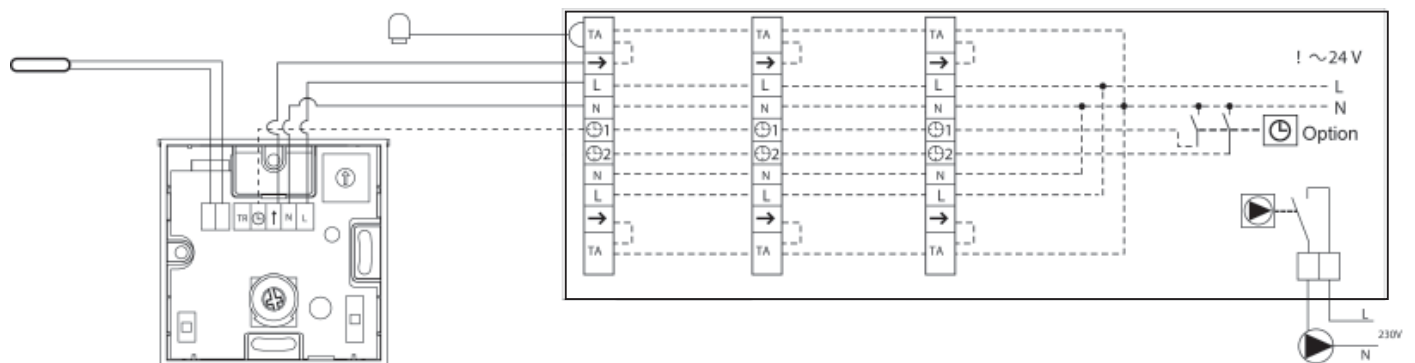 TA TA TA
→ → →
! ~24 V
L L L L
N N N N
1 1 1
Option
2 2 2
N N N
L L L
→ → →
TA TA TA
TR ↑ N L
L
230V
N